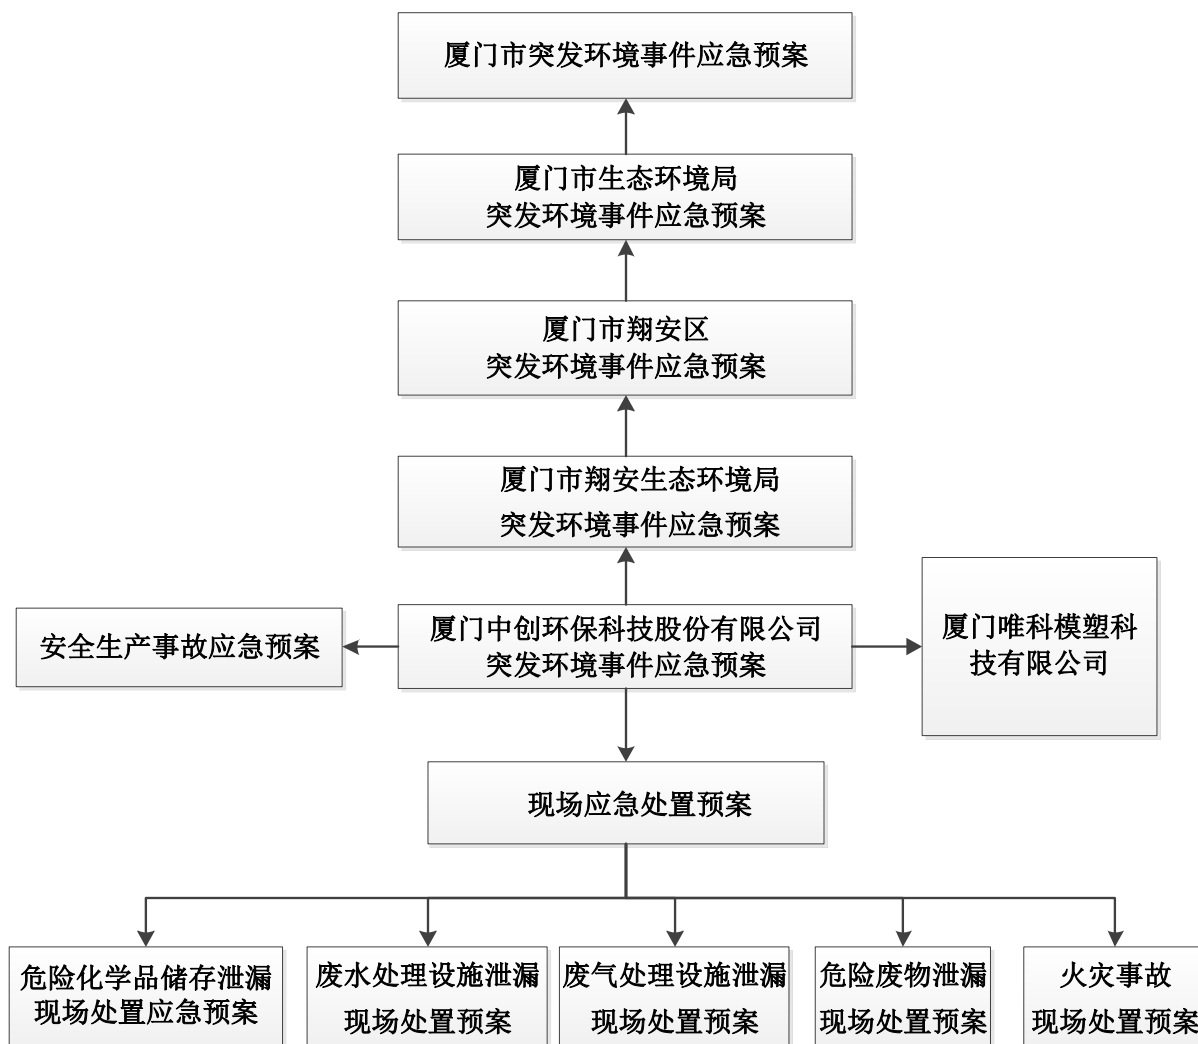 厦门市突发环境事件应急预案
厦门市生态环境局
突发环境事件应急预案
厦门市翔安区
突发环境事件应急预案
厦门市翔安生态环境局
突发环境事件应急预案
安全生产事故应急预案
厦门中创环保科技股份有限公司
突发环境事件应急预案
厦门唯科模塑科
技有限公司
现场应急处置预案
危险化学品储存泄漏
现场处置应急预案
废水处理设施泄漏
现场处置预案
废气处理设施泄漏
现场处置预案
危险废物泄漏
现场处置预案
火灾事故
现场处置预案